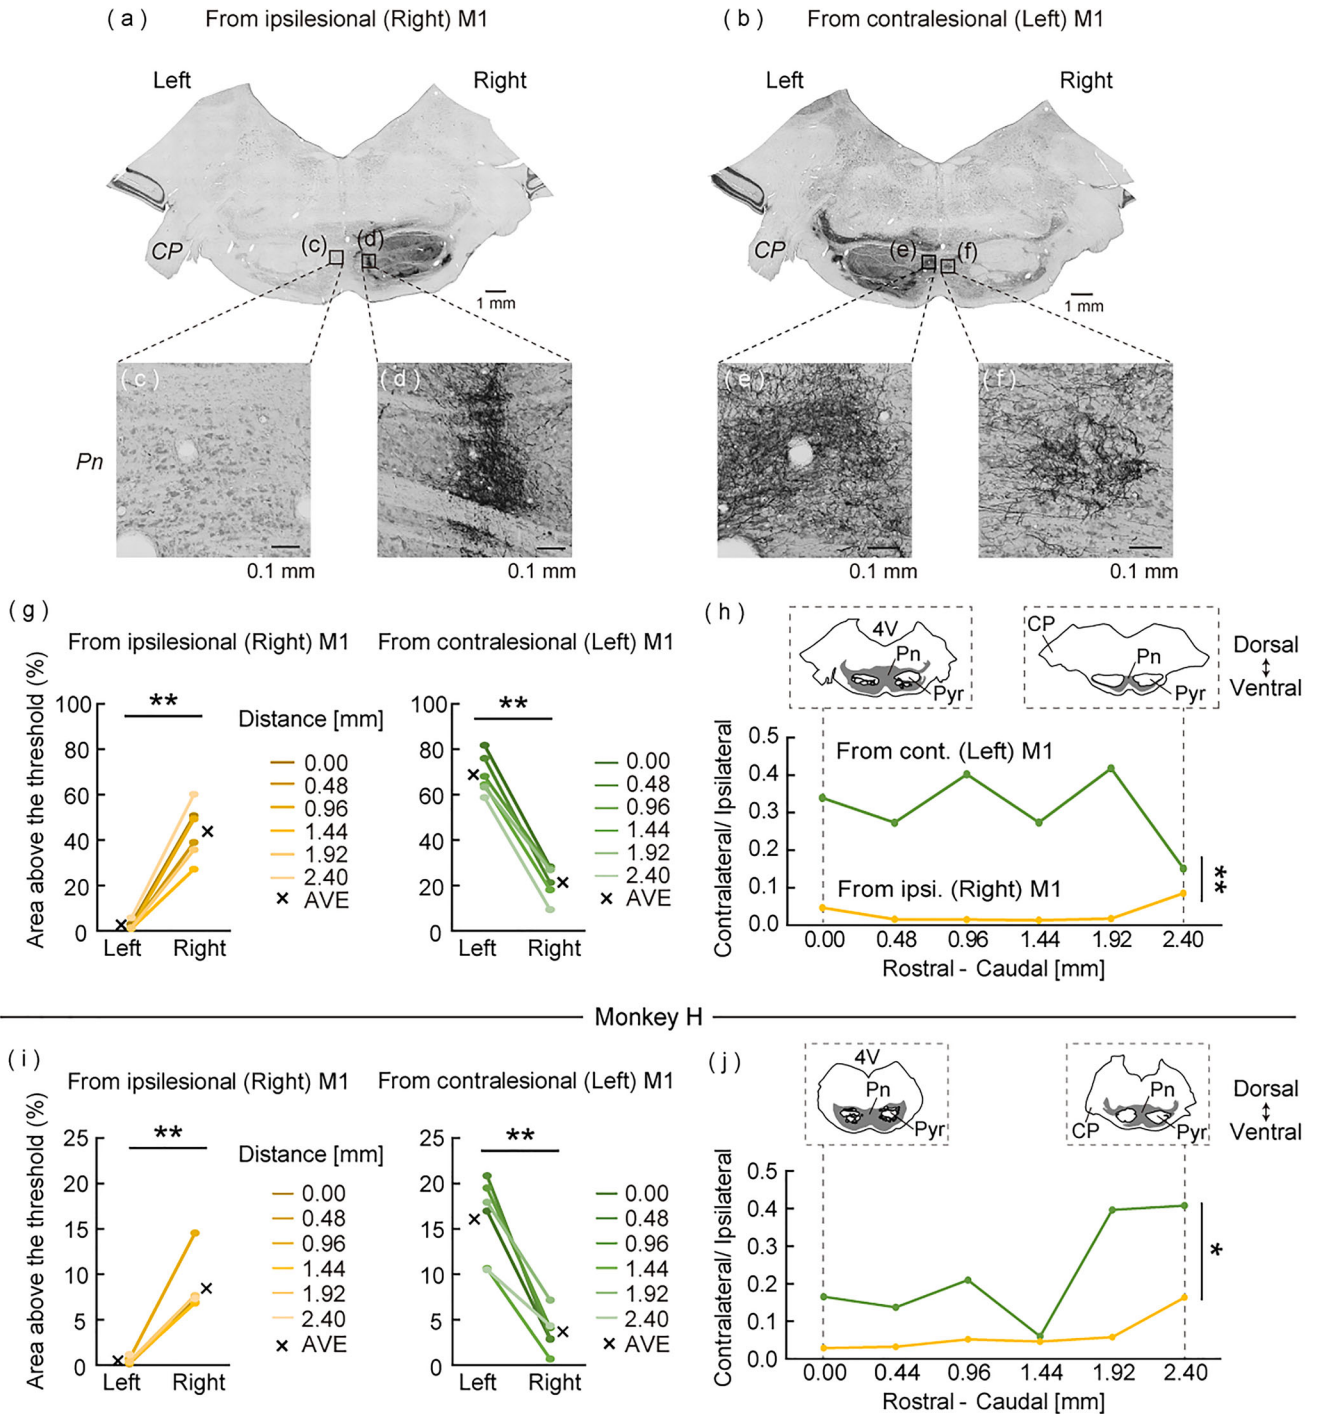 ( a ) From ipsilesional (Right) M1
( b ) From contralesional (Left) M1
Left Right
Left Right
CP (c) (d)
1 mm
CP (e) (f)
1 mm
Pn
( c ) ( d )
( e ) ( f )
0.1 mm 0.1 mm
0.1 mm 0.1 mm
( g )
From ipsilesional (Right) M1
Area above the threshold (%)
100
80
60
40
20
0
**
Left Right
Distance [mm]
0.00
0.48
0.96
1.44
1.92
2.40
× AVE
From contralesional (Left) M1
100
80
60
40
20
0
**
Left Right
0.00
0.48
0.96
1.44
1.92
2.40
× AVE
( h )
4V
Pn
Pyr
CP
Pn
Pyr
Dorsal
Ventral
Contralateral/ Ipsilateral
0.5
0.4
0.3
0.2
0.1
0.0
From cont. (Left) M1
From ipsi. (Right) M1
**
0.00 0.48 0.96 1.44 1.92 2.40
Rostral - Caudal [mm]
Monkey H
( i )
From ipsilesional (Right) M1
Area above the threshold (%)
25
20
15
10
5
0
**
Left Right
Distance [mm]
0.00
0.48
0.96
1.44
1.92
2.40
× AVE
From contralesional (Left) M1
25
20
15
10
5
0
**
Left Right
0.00
0.48
0.96
1.44
1.92
2.40
× AVE
( j )
4V
Pn
Pyr
Pn
CP
Pyr
Dorsal
Ventral
Contralateral/ Ipsilateral
0.5
0.4
0.3
0.2
0.1
0.0
*
0.00 0.44 0.96 1.44 1.92 2.40
Rostral - Caudal [mm]